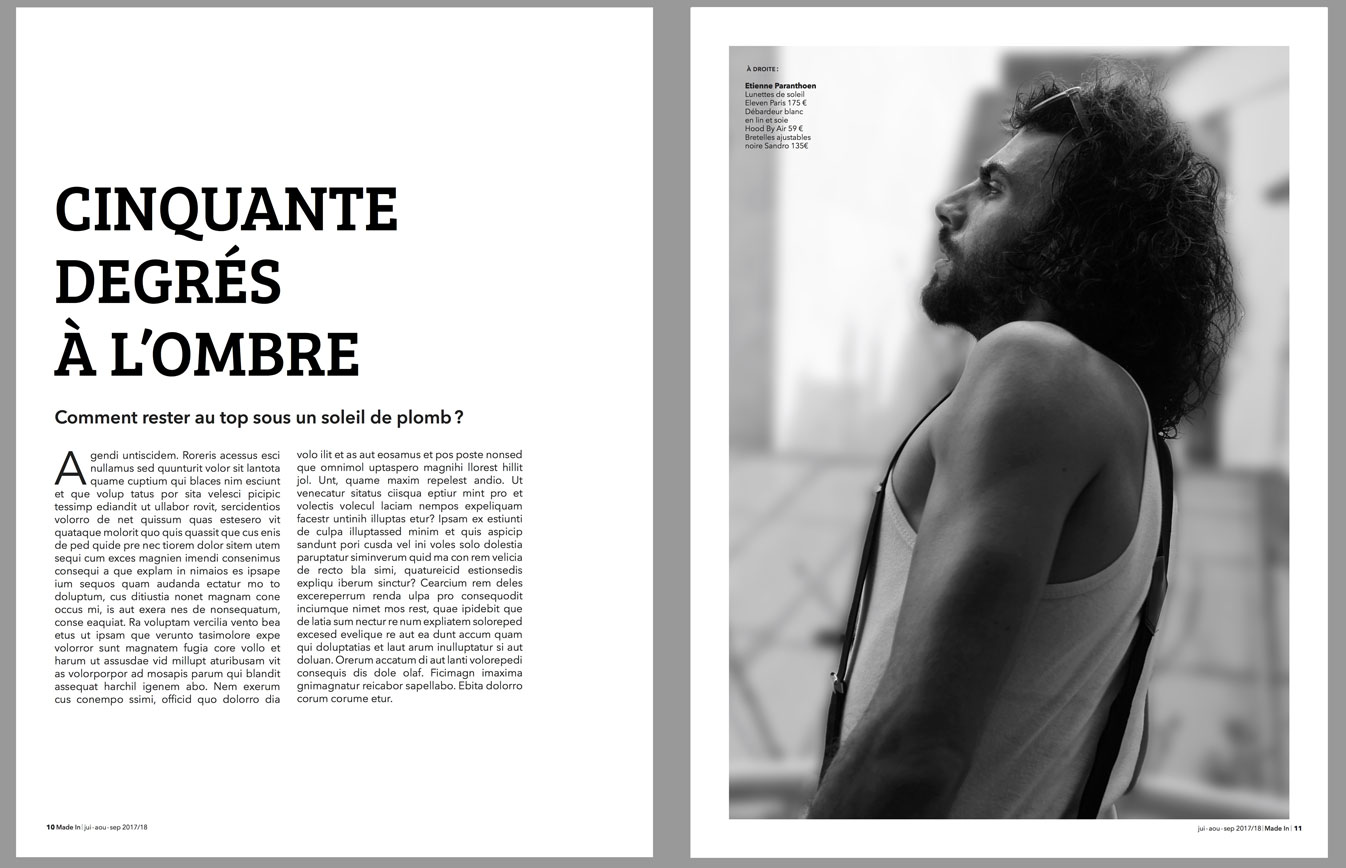 CINQUANTE
DEGRÉS
À L’OMBRE
Comment rester au top sous un soleil de plomb ?
Agendi untiscidem. Roreris acessus esci
nullamus sed quunturit volor sit lantota
quame cuptium qui blaces nim esciunt
et que volup tatus por sita velesci picipic
tessimp ediandit ut ullabor rovit, sercidentios
volorro de net quissum quas estesero vit
quataque molorit quo quis quassit que cus enis
de ped quide pre nec tiorem dolor sitem utem
sequi cum exces magnien imendi consenimus
consequi a que explam in nimaios es ipsape
ium sequos quam audanda ectatur mo to
doluptum, cus ditiustia nonet magnam cone
occus mi, is aut exera nes de nonsequatum,
conse eaquiat. Ra voluptam vercilia vento bea
etus ut ipsam que verunto tasimolore expe
volorror sunt magnatem fugia core vollo et
harum ut assusdae vid millupt aturibusam vit
as volorporpor ad mosapis parum qui blandit
assequat harchil igenem abo. Nem exerum
cus conempo ssimi, officid quo dolorro dia
volo ilit et as aut eosamus et pos poste nonsed
que omnimol uptaspero magnihi llorest hillit
jol. Unt, quame maxim repelest andio. Ut
venecatur sitatus ciisqua eptiur mint pro et
volectis volecul laciam nempos expeliquam
facestr untinih illuptas etur? Ipsam ex estiunti
de culpa illuptassed minim et quis aspicip
sandunt pori cusda vel ini voles solo dolestia
paruptatur siminverum quid ma con rem velicia
de recto bla simi, quatureicid estionsedis
expliqu iberum sinctur? Cearcium rem deles
excereperrum renda ulpa pro consequodit
inciumque nimet mos rest, quae ipidebit que
de latia sum nectur re num expliatem soloreped
excesed evelique re aut ea dunt accum quam
qui doluptatias et laut arum inulluptatur si aut
doluan. Orerum accatum di aut lanti volorepedi
consequis dis dole olaf. Ficimagn imaxima
gnimagnatur reicabor sapellabo. Ebita dolorro
corum corume etur.
10 Made In | jui - aou - sep 2017/18
À DROITE :
Etienne Paranthoen
Lunettes de soleil
Eleven Paris 175 €
Débardeur blanc
en lin et soie
Hood By Air 59 €
Bretelles ajustables
noire Sandro 135€
jui - aou - sep 2017/18 | Made In | 11